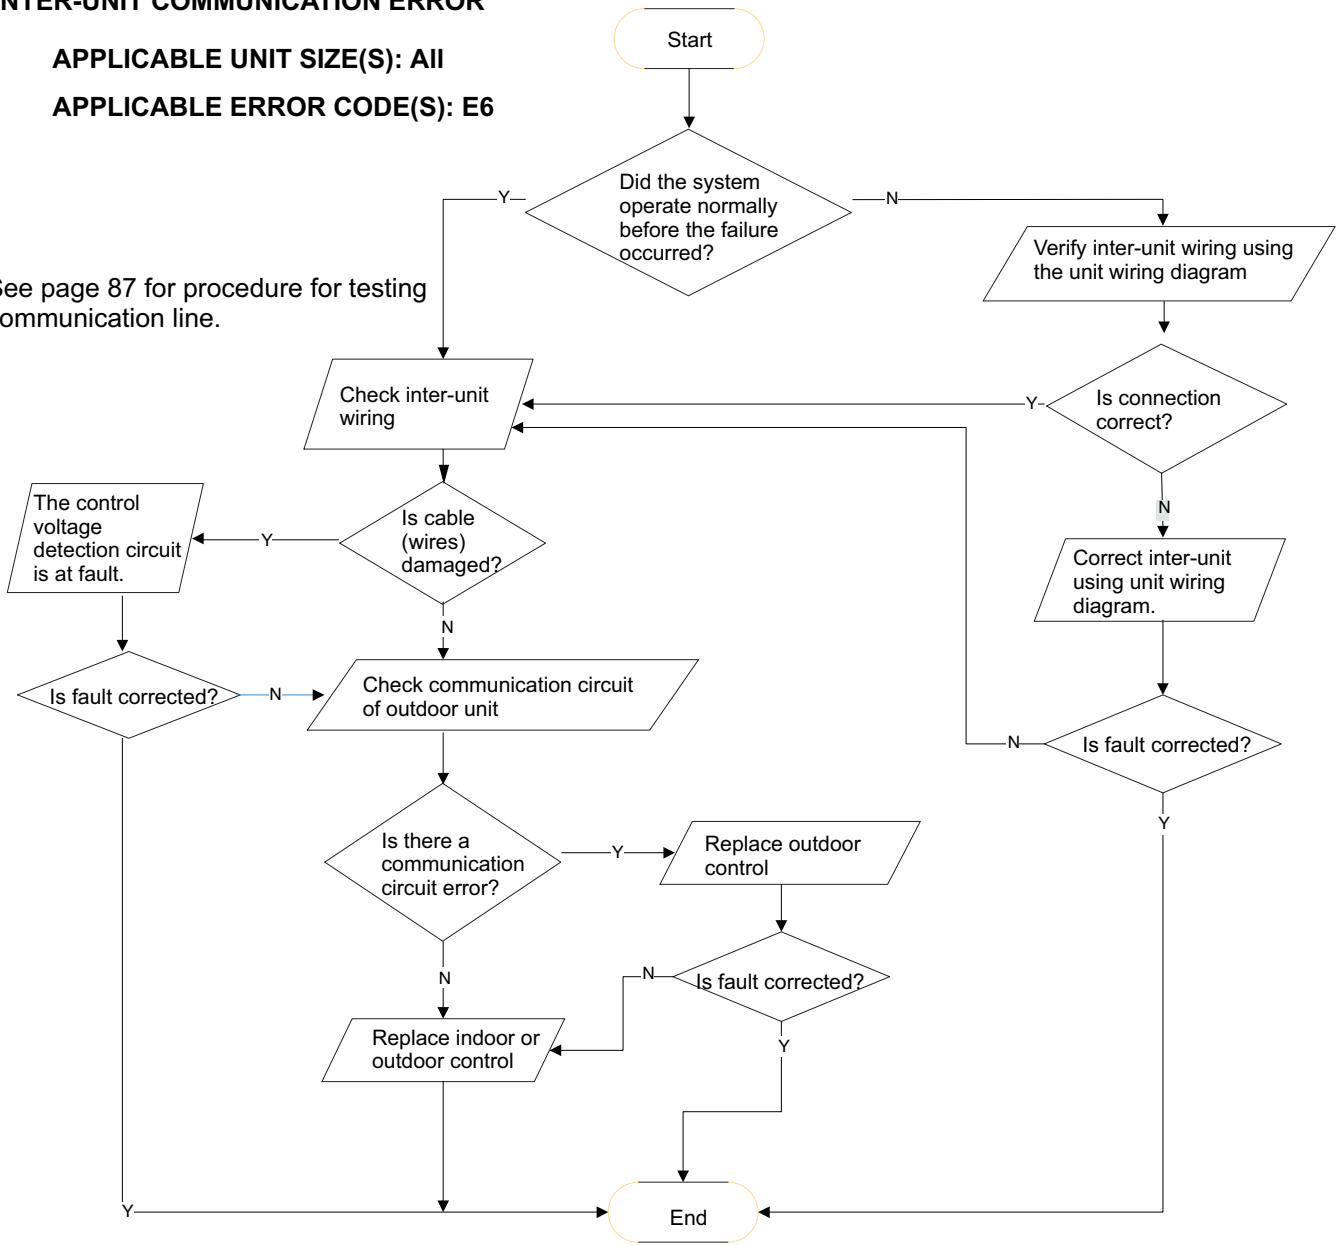 NTER-UNIT COMMUNICATION ERROR
APPLICABLE UNIT SIZE(S): All
APPLICABLE ERROR CODE(S): E6
Start
Did the system
operate normally
before the failure
occurred?
Y
N
Verify inter-unit wiring using
the unit wiring diagram
See page 87 for procedure for testing
ommunication line.
Check inter-unit
wiring
Y
Is connection
correct?
N
The control
voltage
detection circuit
is at fault.
Y
Is cable
(wires)
damaged?
N
Correct inter-unit
using unit wiring
diagram.
Is fault corrected?
N
Check communication circuit
of outdoor unit
N
Is fault corrected?
Y
Is there a
communication
circuit error?
Y
Replace outdoor
control
N
N
Is fault corrected?
Y
Replace indoor or
outdoor control
Y
End